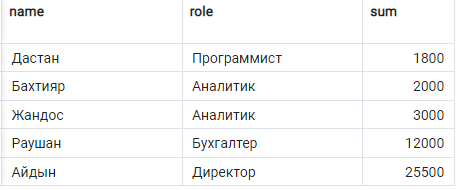 name role sum
Дастан Программист 1800
Бахтияр Аналитик 2000
Жандос Аналитик 3000
Раушан Бухгалтер 12000
Айдын Директор 25500